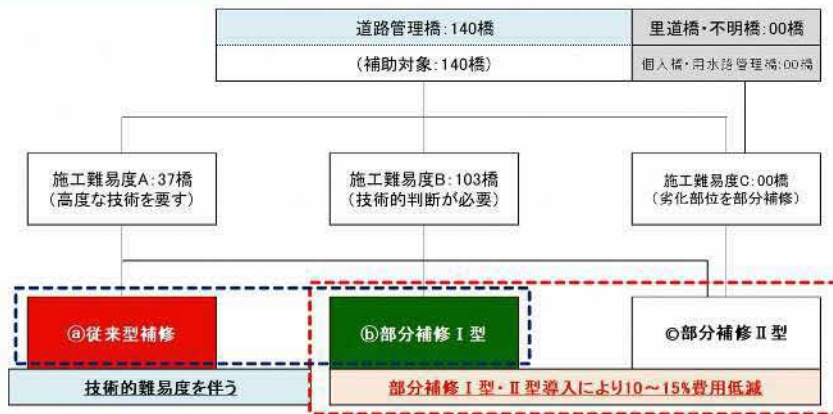 道路管理橋:140橋
里道橋・不明橋:00橋
(補助対象:140橋)
個人橋・用水路管理橋:00橋
施工難易度A:37橋
(高度な技術を要す)
施工難易度B:103橋
(技術的判断が必要)
施工難易度C:00橋
(劣化部位を部分補修)
ⓐ従来型補修
ⓑ部分補修Ⅰ型
©部分補修Ⅱ型
技術的難易度を伴う
部分補修Ⅰ型・Ⅱ型導入により10~15%費用低減